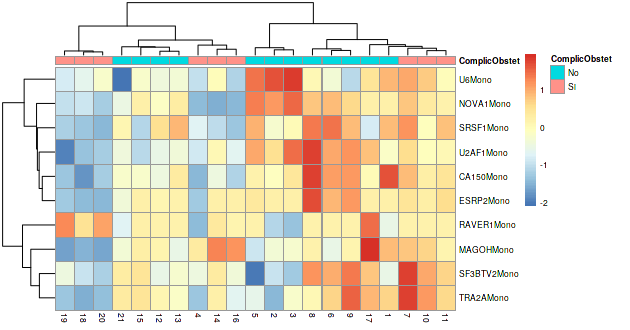 ComplicObstet
U6Mono
NOVA1Mono
SRSF1Mono
U2AF1Mono
CA150Mono
ESRP2Mono
RAVER1Mono
MAGOHMono
SF3BTV2Mono
TRA2AMono
19 18 20 21 15 12 13 4 14 16 5 2 3 8 6 9 17 1 7 10 11
1
0
-1
-2
ComplicObstet
No
SI